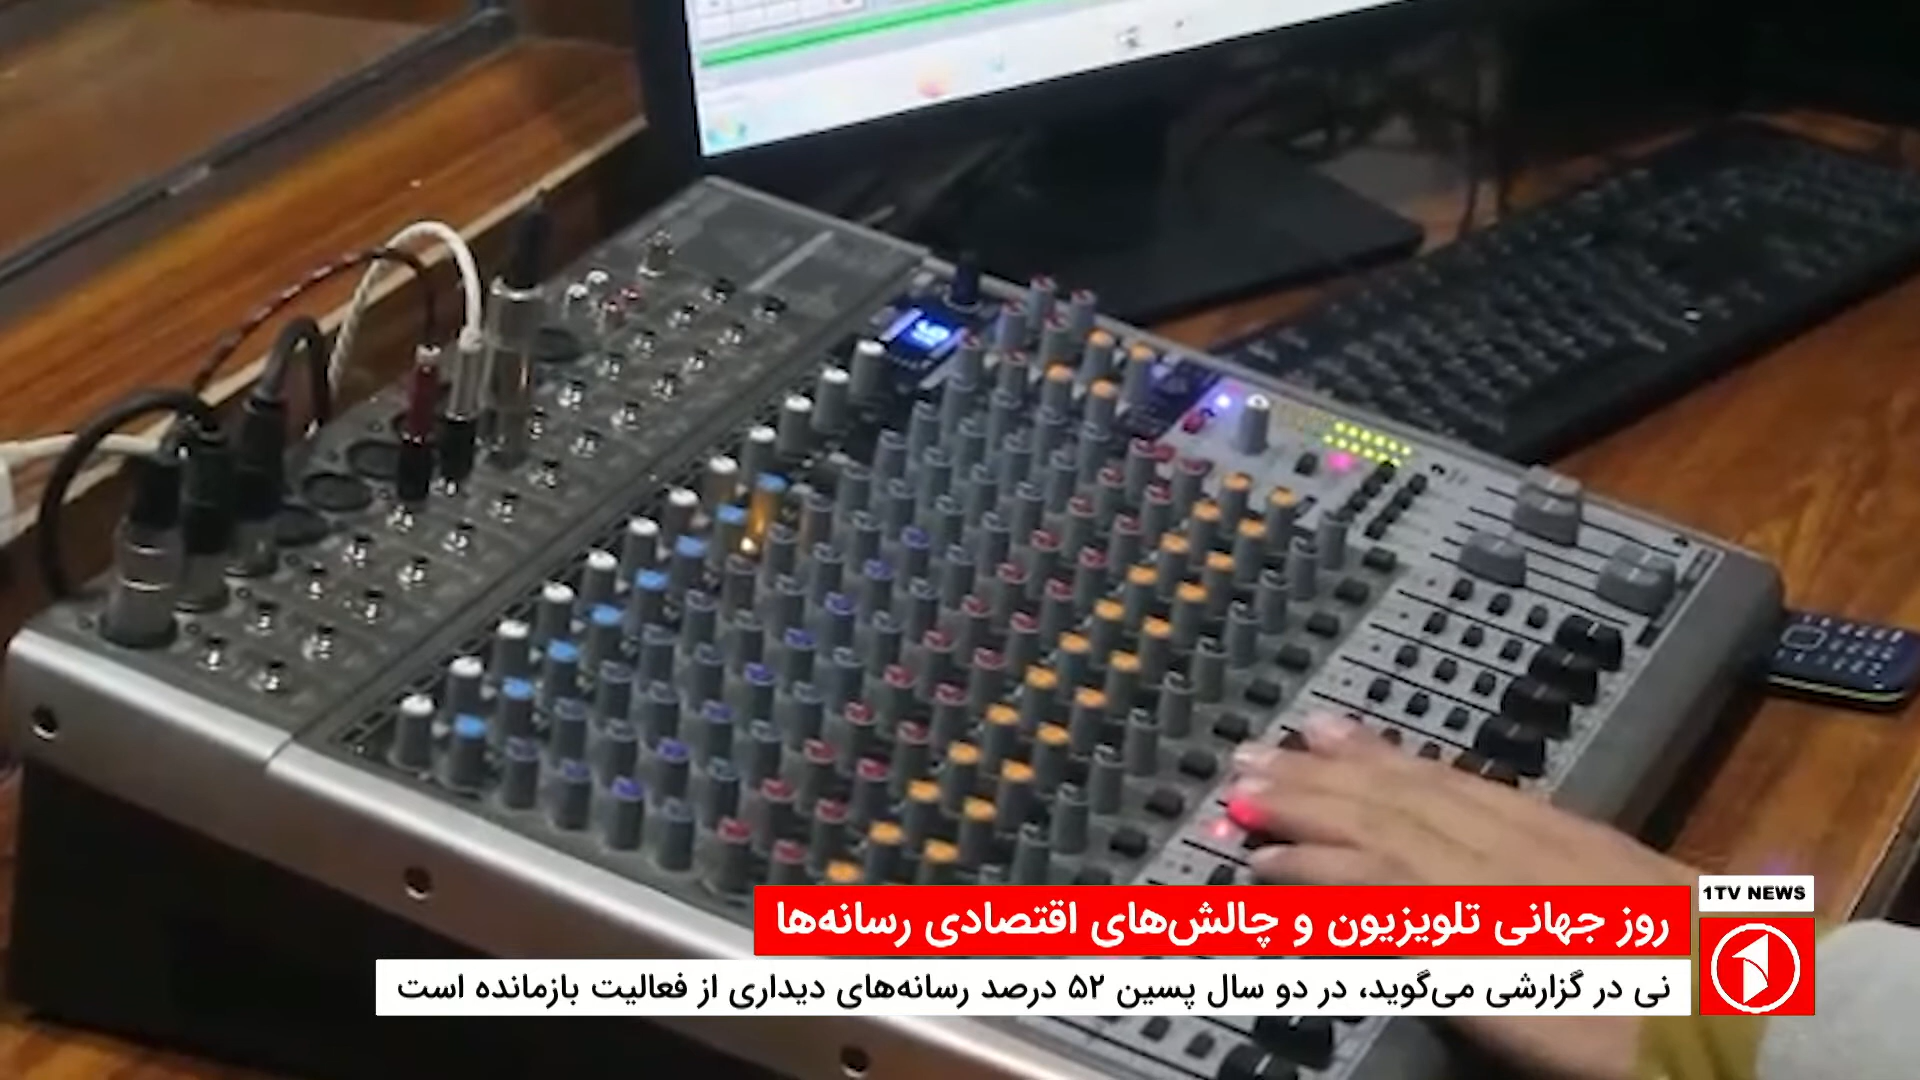 1TV NEWS
روز جهانی تلویزیون و چالش‌های اقتصادی رسانه‌ها
نی در گزارشی می‌گوید، در دو سال پسین ۵۲ درصد رسانه‌های دیداری از فعالیت بازمانده است